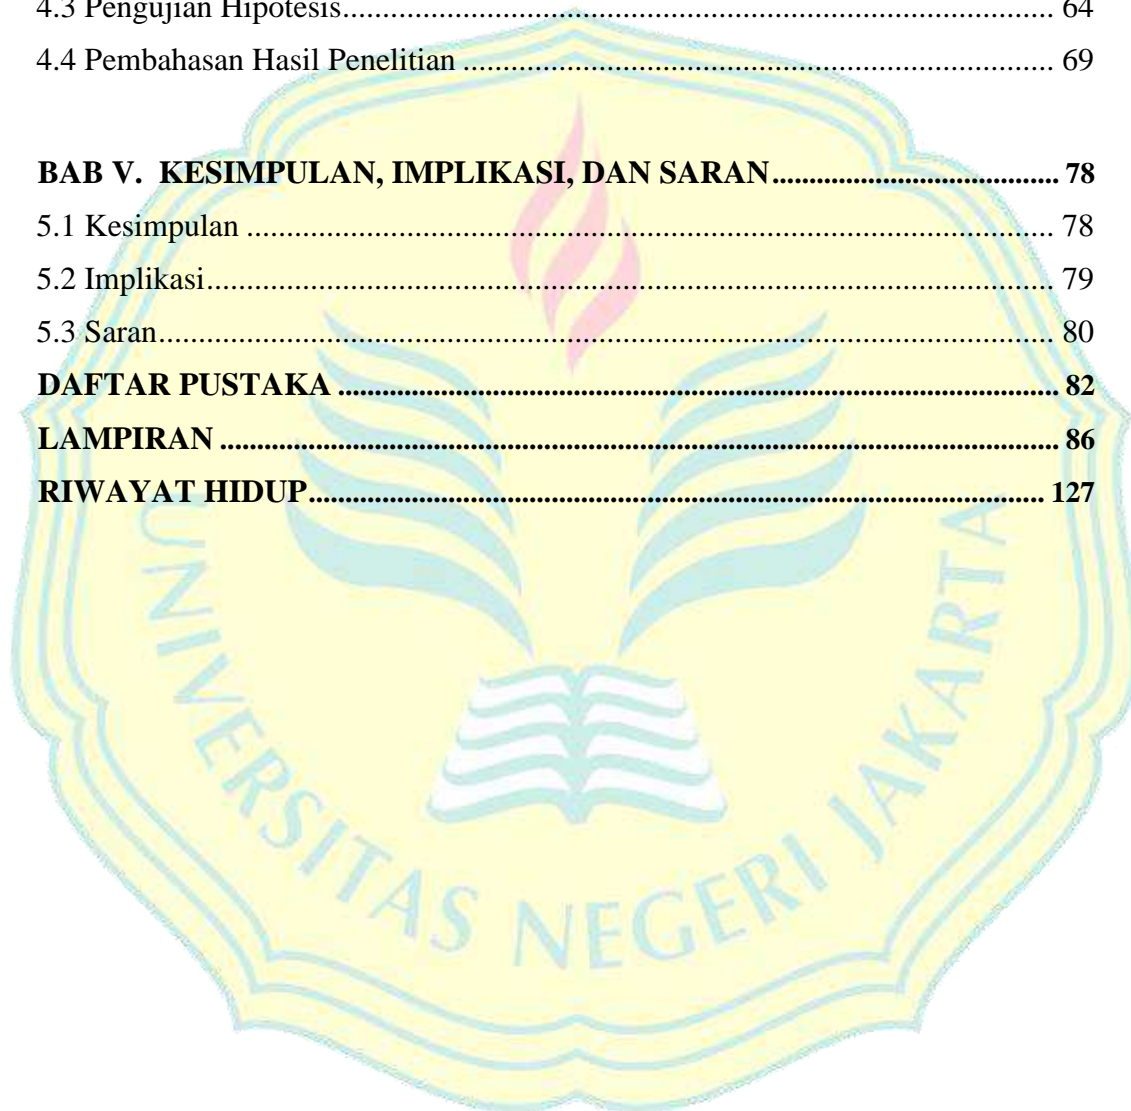 4.3 Pengujian Hipotesis.......................................................................................... 64
4.4 Pembahasan Hasil Penelitian ........................................................................... 69
BAB V. KESIMPULAN, IMPLIKASI, DAN SARAN....................................... 78
5.1 Kesimpulan ....................................................................................................... 78
5.2 Implikasi............................................................................................................ 79
5.3 Saran.................................................................................................................. 80
DAFTAR PUSTAKA ................................................................................................... 82
LAMPIRAN ................................................................................................................... 86
RIWAYAT HIDUP..................................................................................................... 127
UNIVERSITAS NEGERI JAKARTA